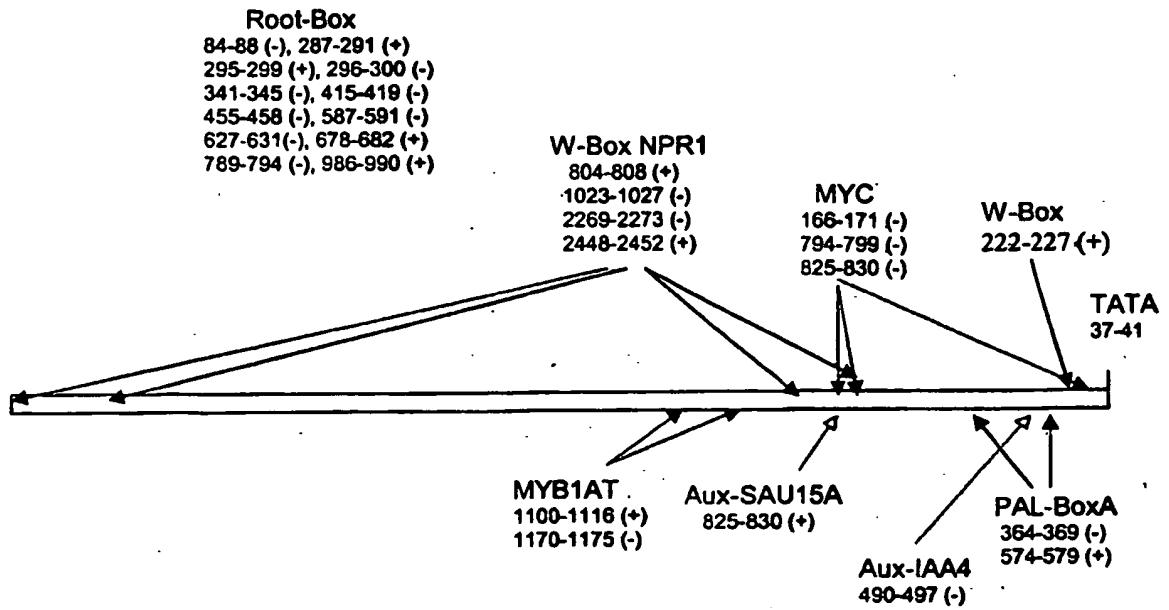 Root-Box
84-88 (-), 287-291 (+)
295-299 (+), 296-300 (-)
341-345 (-), 415-419 (-)
455-458 (-), 587-591 (-)
627-631(-), 678-682 (+)
789-794 (-), 986-990 (+)
W-Box NPR1
804-808 (+)
1023-1027 (-)
2269-2273 (-)
2448-2452 (+)
MYC
166-171 (-)
794-799 (-)
825-830 (-)
W-Box
222-227 (+)
TATA
37-41
MYB1AT
1100-1116 (+)
1170-1175 (-)
Aux-SAU15A
825-830 (+)
Aux-IAA4
490-497 (-)
PAL-BoxA
364-369 (-)
574-579 (+)